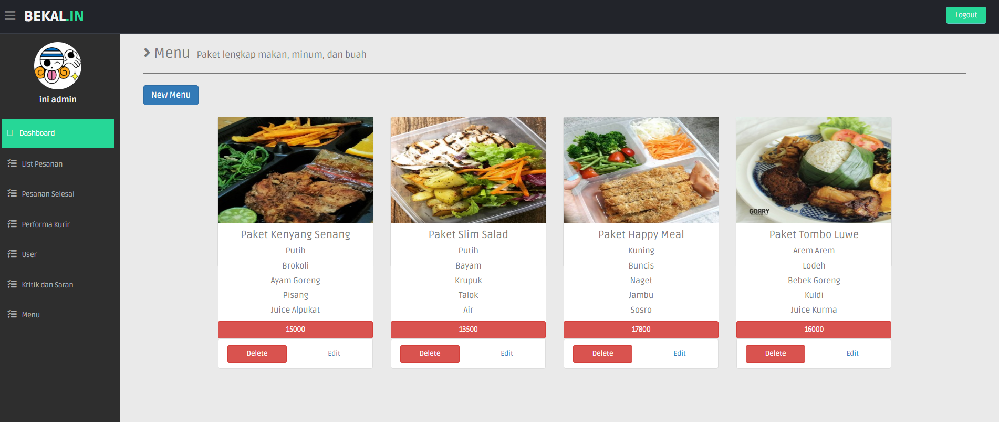 BEKAL.IN
Logout
ini admin
Dashboard
List Pesanan
Pesanan Selesai
Performa Kurir
User
Kritik dan Saran
Menu
Menu Paket lengkap makan, minum, dan buah
New Menu
GORRY
Paket Kenyang Senang
Putih
Brokoli
Ayam Goreng
Pisang
Juice Alpukat
15000
Delete Edit
Paket Slim Salad
Putih
Bayam
Krupuk
Talok
Air
13500
Delete Edit
Paket Happy Meal
Kuning
Buncis
Naget
Jambu
Sosro
17800
Delete Edit
Paket Tombo Luwe
Arem Arem
Lodeh
Bebek Goreng
Kuldi
Juice Kurma
16000
Delete Edit